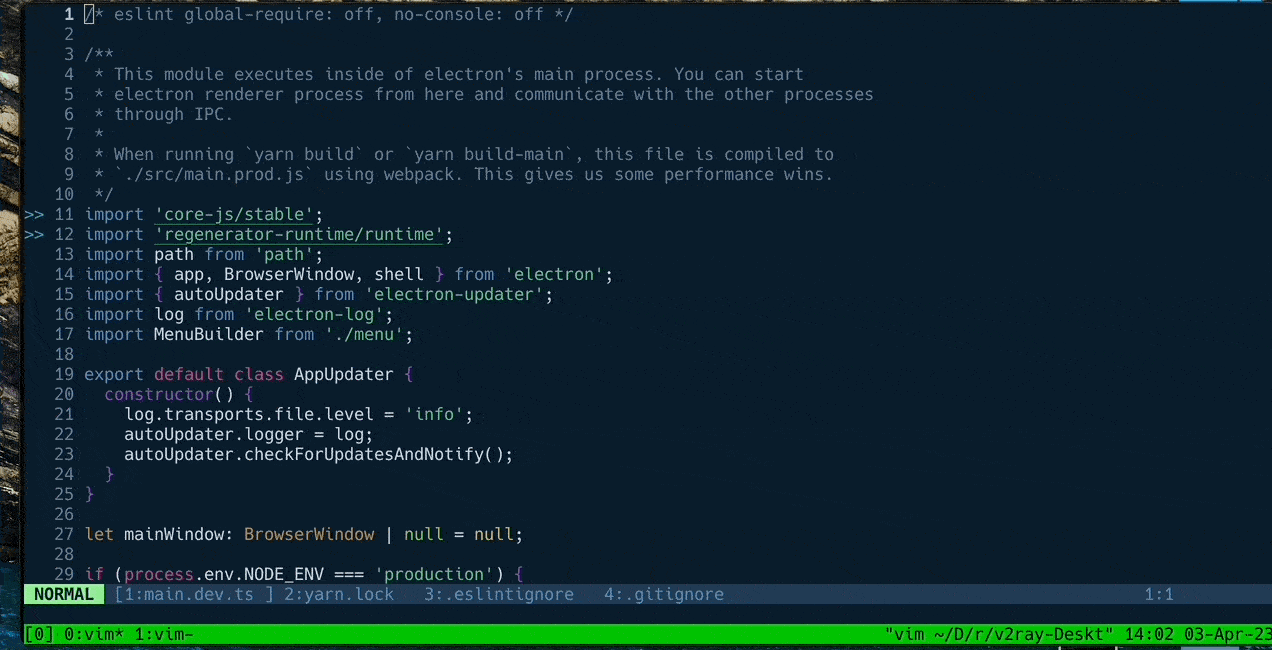 1 /* eslint global-require: off, no-console: off */
2
3 /**
4  * This module executes inside of electron's main process. You can start
5  * electron renderer process from here and communicate with the other processes
6  * through IPC.
7  *
8  * When running `yarn build` or `yarn build-main`, this file is compiled to
9  * `./src/main.prod.js` using webpack. This gives us some performance wins.
10  */
>> 11 import 'core-js/stable';
>> 12 import 'regenerator-runtime/runtime';
13 import path from 'path';
14 import { app, BrowserWindow, shell } from 'electron';
15 import { autoUpdater } from 'electron-updater';
16 import log from 'electron-log';
17 import MenuBuilder from './menu';
18
19 export default class AppUpdater {
20   constructor() {
21     log.transports.file.level = 'info';
22     autoUpdater.logger = log;
23     autoUpdater.checkForUpdatesAndNotify();
24   }
25 }
26
27 let mainWindow: BrowserWindow | null = null;
28
29 if (process.env.NODE_ENV === 'production') {
NORMAL [1:main.dev.ts ] 2:yarn.lock   3:.eslintignore   4:.gitignore 1:1
[0] 0:vim* 1:vim- "vim ~/D/r/v2ray-Deskt" 14:02 03-Apr-23